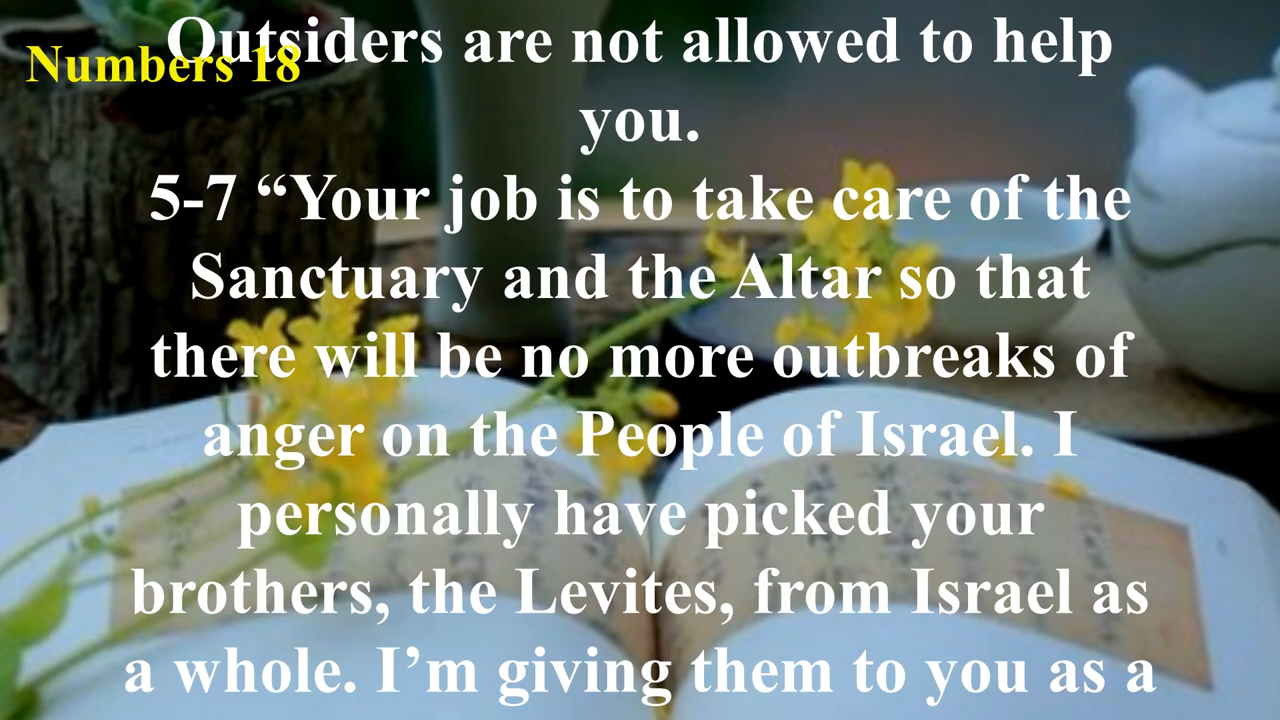 Numbers 18
Outsiders are not allowed to help
you.
5-7 “Your job is to take care of the
Sanctuary and the Altar so that
there will be no more outbreaks of
anger on the People of Israel. I
personally have picked your
brothers, the Levites, from Israel as
a whole. I’m giving them to you as a